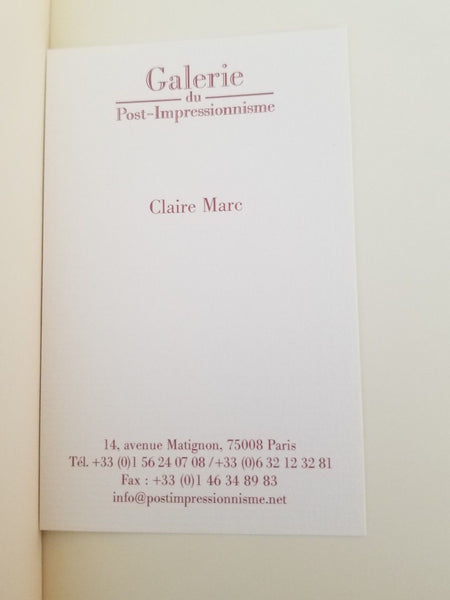 Galerie
du
Post-Impressionnisme
Claire Marc
14, avenue Matignon, 75008 Paris
Tél. +33 (0)1 56 24 07 08 /+33 (0)6 32 12 32 81
Fax : +33 (0)1 46 34 89 83
info@postimpressionnisme.net